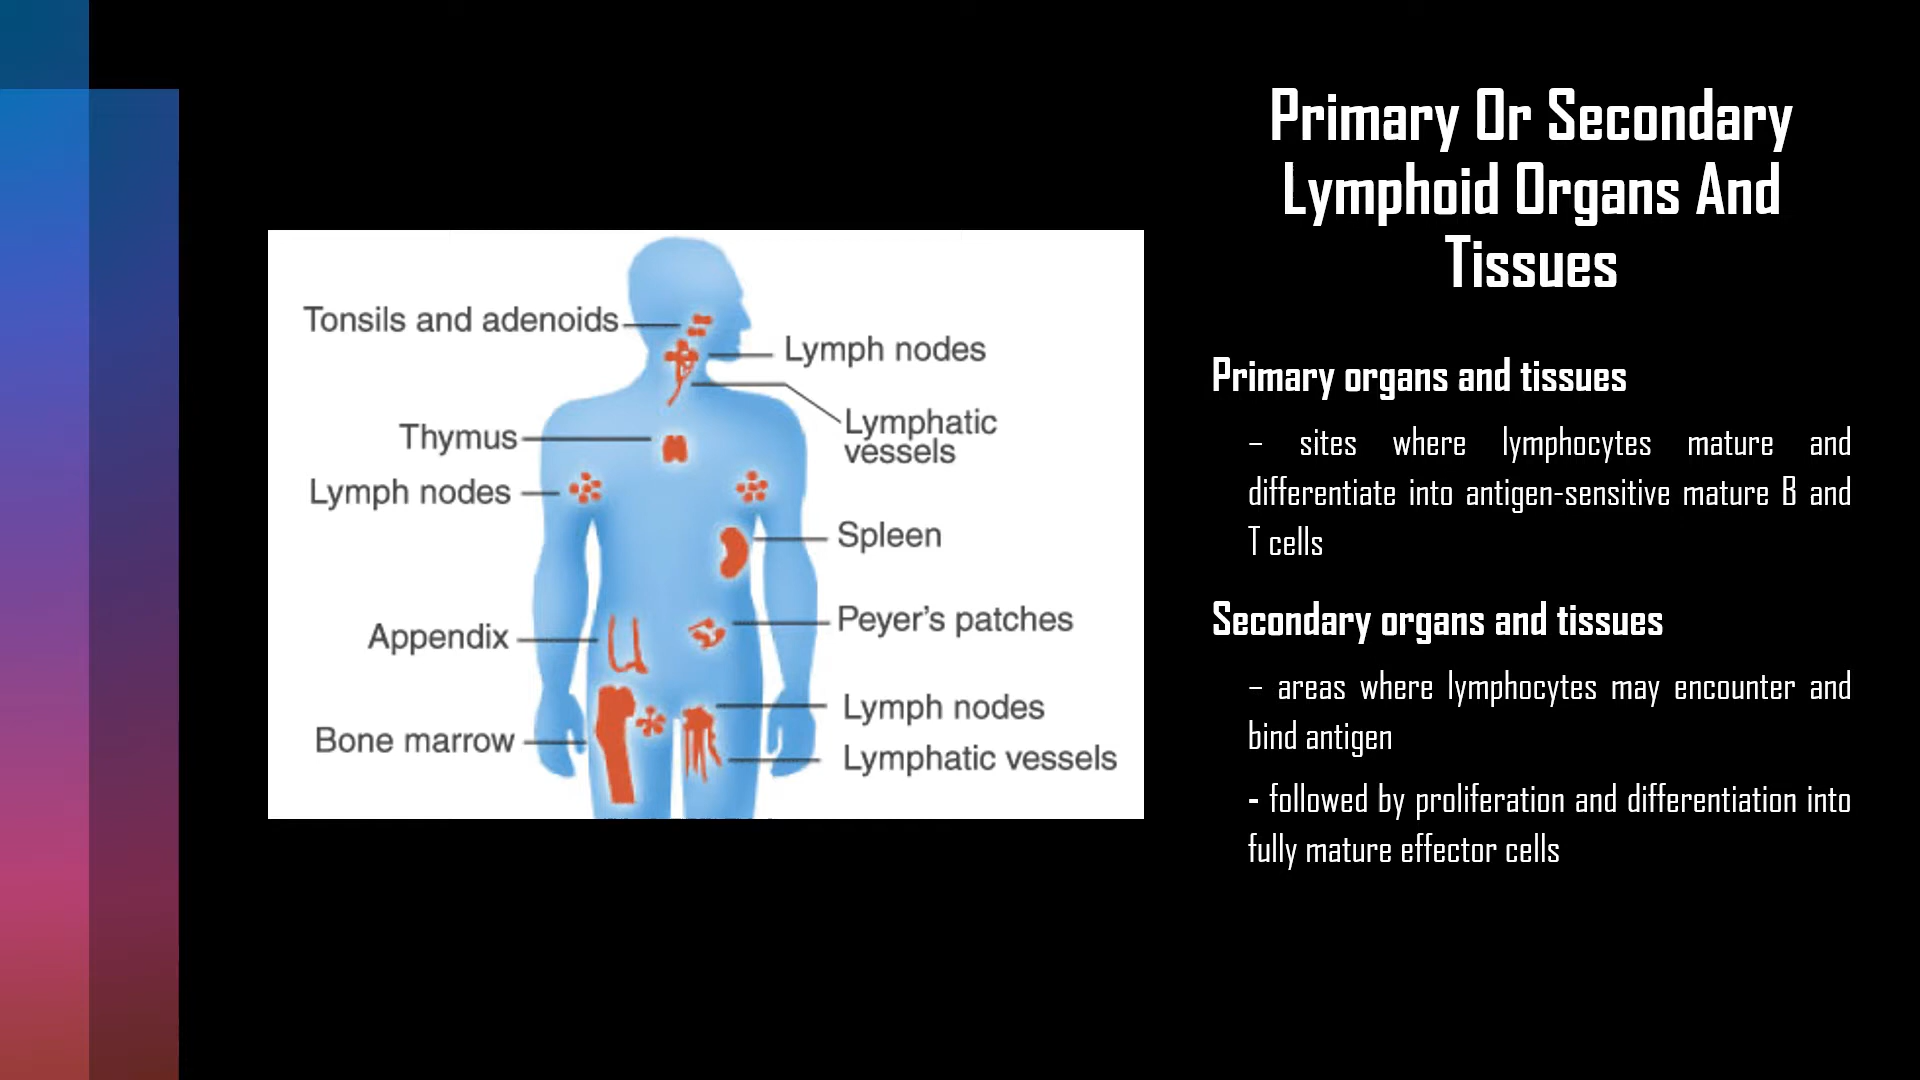 Primary Or Secondary
Lymphoid Organs And
Tissues
Tonsils and adenoids
Lymph nodes
Lymphatic
vessels
Thymus
Lymph nodes
Spleen
Appendix
Peyer's patches
Bone marrow
Lymph nodes
Lymphatic vessels
Primary organs and tissues
– sites where lymphocytes mature and
differentiate into antigen-sensitive mature B and
T cells
Secondary organs and tissues
– areas where lymphocytes may encounter and
bind antigen
- followed by proliferation and differentiation into
fully mature effector cells